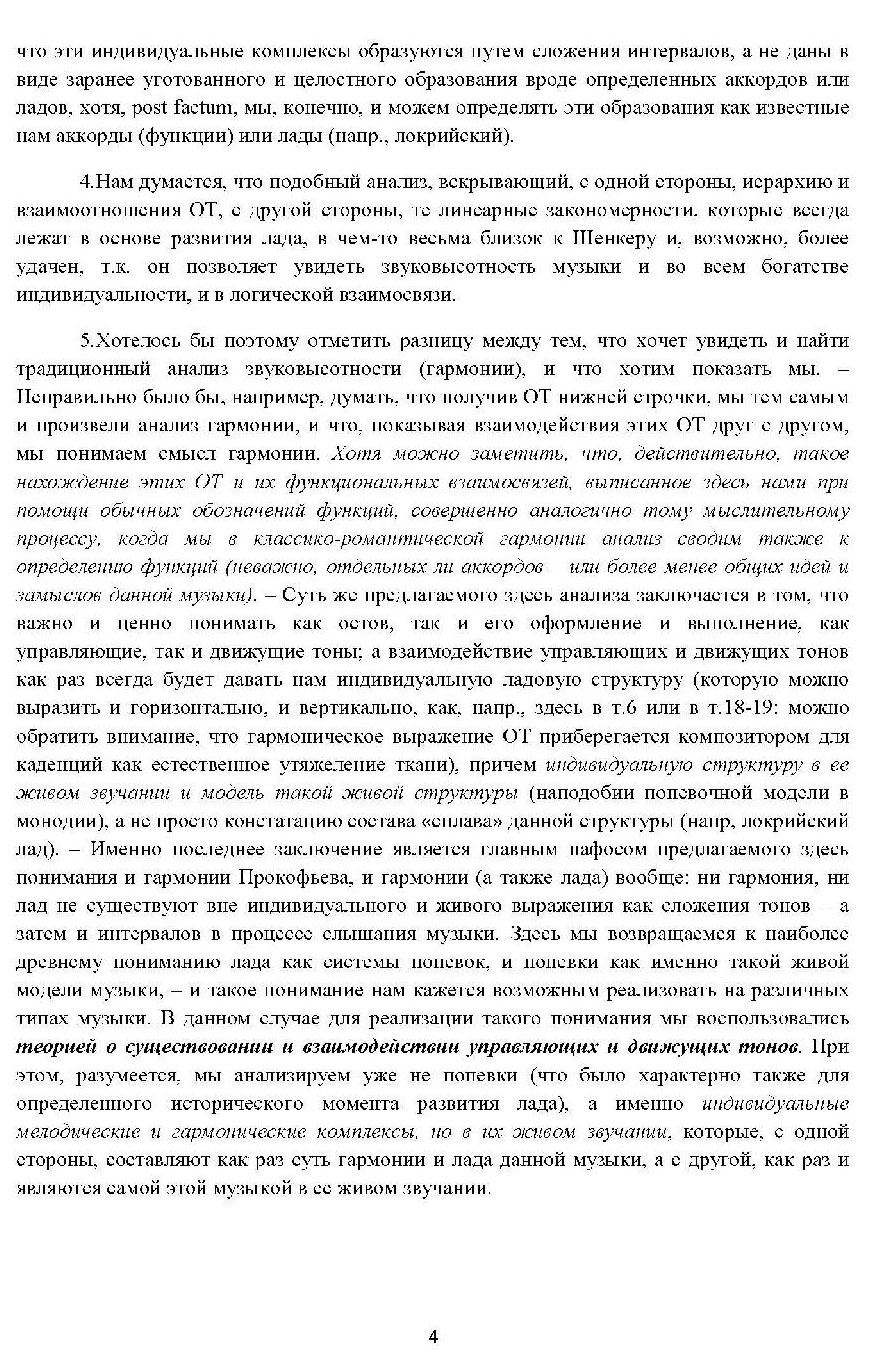 что эти индивидуальные комплексы образуются путем сложения интервалов, а не даны в
виде заранее уготованного и целостного образования вроде определенных аккордов или
ладов, хотя, post factum, мы, конечно, и можем определять эти образования как известные
нам аккорды (функции) или лады (напр., локрийский).
4.Нам думается, что подобный анализ, вскрывающий, с одной стороны, иерархию и
взаимоотношения ОТ, с другой стороны, те линеарные закономерности. которые всегда
лежат в основе развития лада, в чем-то весьма близок к Шенкеру и, возможно, более
удачен, т.к. он позволяет увидеть звуковысотность музыки и во всем богатстве
индивидуальности, и в логической взаимосвязи.
5.Хотелось бы поэтому отметить разницу между тем, что хочет увидеть и найти
традиционный анализ звуковысотности (гармонии), и что хотим показать мы. –
Неправильно было бы, например, думать, что получив ОТ нижней строчки, мы тем самым
и произвели анализ гармонии, и что, показывая взаимодействия этих ОТ друг с другом,
мы понимаем смысл гармонии. Хотя можно заметить, что, действительно, такое
нахождение этих ОТ и их функциональных взаимосвязей, выписанное здесь нами при
помощи обычных обозначений функций, совершенно аналогично тому мыслительному
процессу, когда мы в классико-романтической гармонии анализ сводим также к
определению функций (неважно, отдельных ли аккордов – или более менее общих идей и
замыслов данной музыки). – Суть же предлагаемого здесь анализа заключается в том, что
важно и ценно понимать как остов, так и его оформление и выполнение, как
управляющие, так и движущие тоны; а взаимодействие управляющих и движущих тонов
как раз всегда будет давать нам индивидуальную ладовую структуру (которую можно
выразить и горизонтально, и вертикально, как, напр., здесь в т.6 или в т.18-19: можно
обратить внимание, что гармоническое выражение ОТ приберегается композитором для
каденций как естественное утяжеление ткани), причем индивидуальную структуру в ее
живом звучании и модель такой живой структуры (наподобии попевочной модели в
монодии), а не просто констатацию состава «сплава» данной структуры (напр, локрийский
лад). – Именно последнее заключение является главным пафосом предлагаемого здесь
понимания и гармонии Прокофьева, и гармонии (а также лада) вообще: ни гармония, ни
лад не существуют вне индивидуального и живого выражения как сложения тонов – а
затем и интервалов в процессе слышания музыки. Здесь мы возвращаемся к наиболее
древнему пониманию лада как системы попевок, и попевки как именно такой живой
модели музыки, – и такое понимание нам кажется возможным реализовать на различных
типах музыки. В данном случае для реализации такого понимания мы воспользовались
теорией о существовании и взаимодействии управляющих и движущих тонов. При
этом, разумеется, мы анализируем уже не попевки (что было характерно также для
определенного исторического момента развития лада), а именно индивидуальные
мелодические и гармонические комплексы, но в их живом звучании, которые, с одной
стороны, составляют как раз суть гармонии и лада данной музыки, а с другой, как раз и
являются самой этой музыкой в ее живом звучании.
4